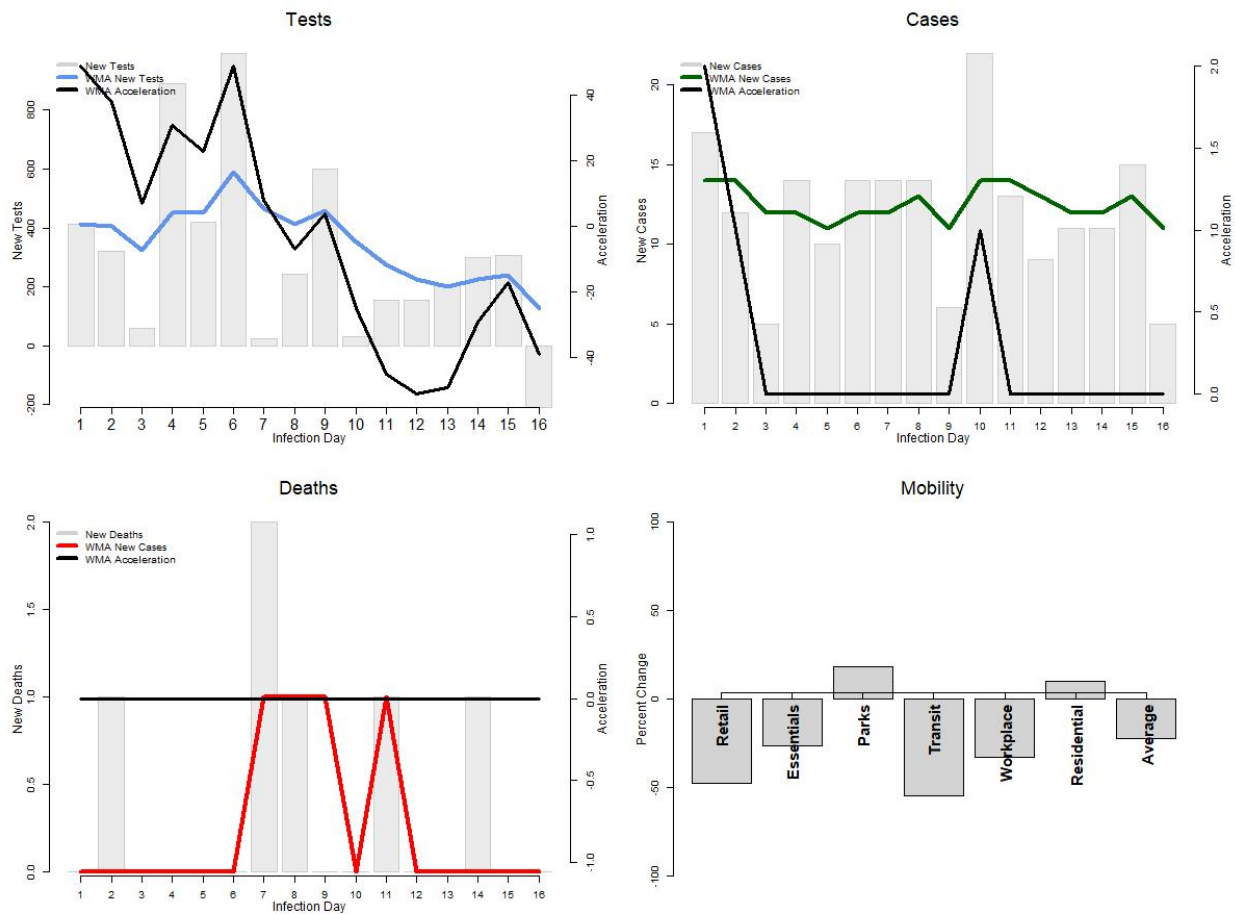 Tests
New Tests
WMA New Tests
WMA Acceleration
New Tests
200 0 200 400 600 800
Acceleration
-40 -20 0 20 40
1 2 3 4 5 6 7 8 9 10 11 12 13 14 15 16
Infection Day
Cases
New Cases
WMA New Cases
WMA Acceleration
New Cases
0 5 10 15 20
Acceleration
0.0 0.5 1.0 1.5 2.0
1 2 3 4 5 6 7 8 9 10 11 12 13 14 15 16
Infection Day
Deaths
New Deaths
WMA New Cases
WMA Acceleration
New Deaths
0.0 0.5 1.0 1.5 2.0
Acceleration
-1.0 -0.5 0.0 0.5 1.0
1 2 3 4 5 6 7 8 9 10 11 12 13 14 15 16
Infection Day
Mobility
Percent Change
-100 -50 0 50 100
Retail
Essentials
Parks
Transit
Workplace
Residential
Average